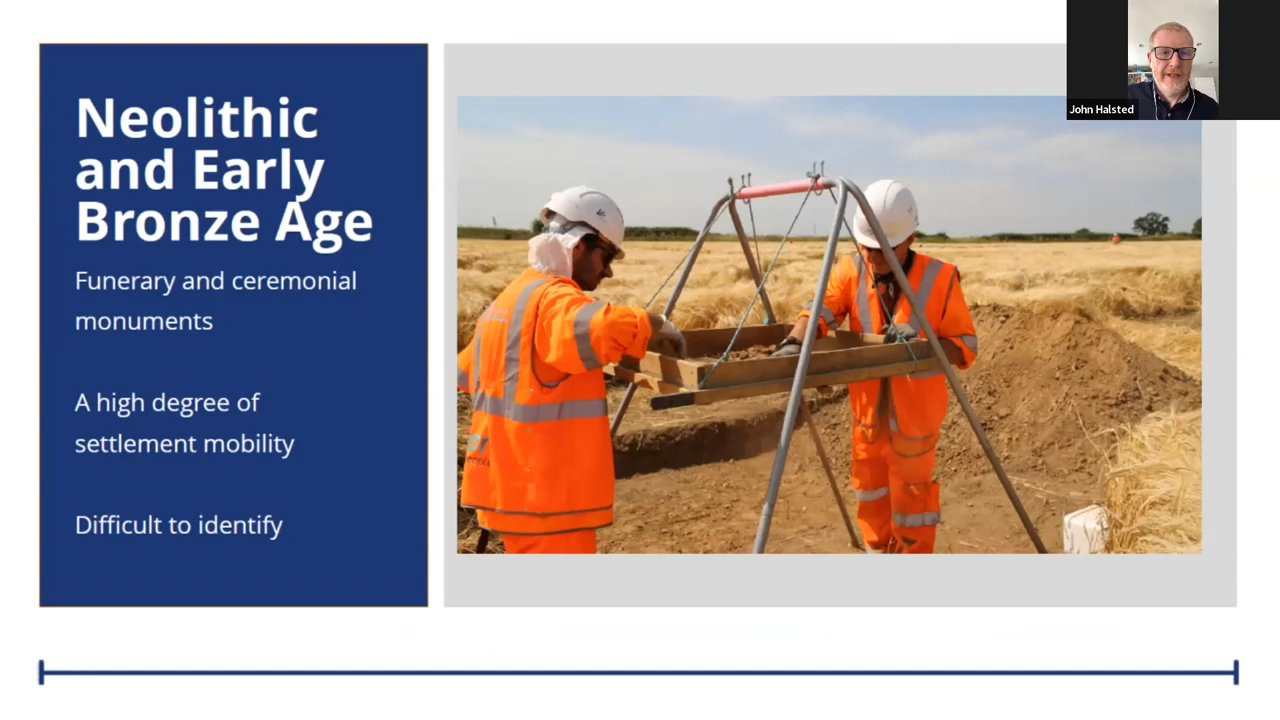 Neolithic
and Early
Bronze Age
Funerary and ceremonial
monuments
A high degree of
settlement mobility
Difficult to identify
John Halsted